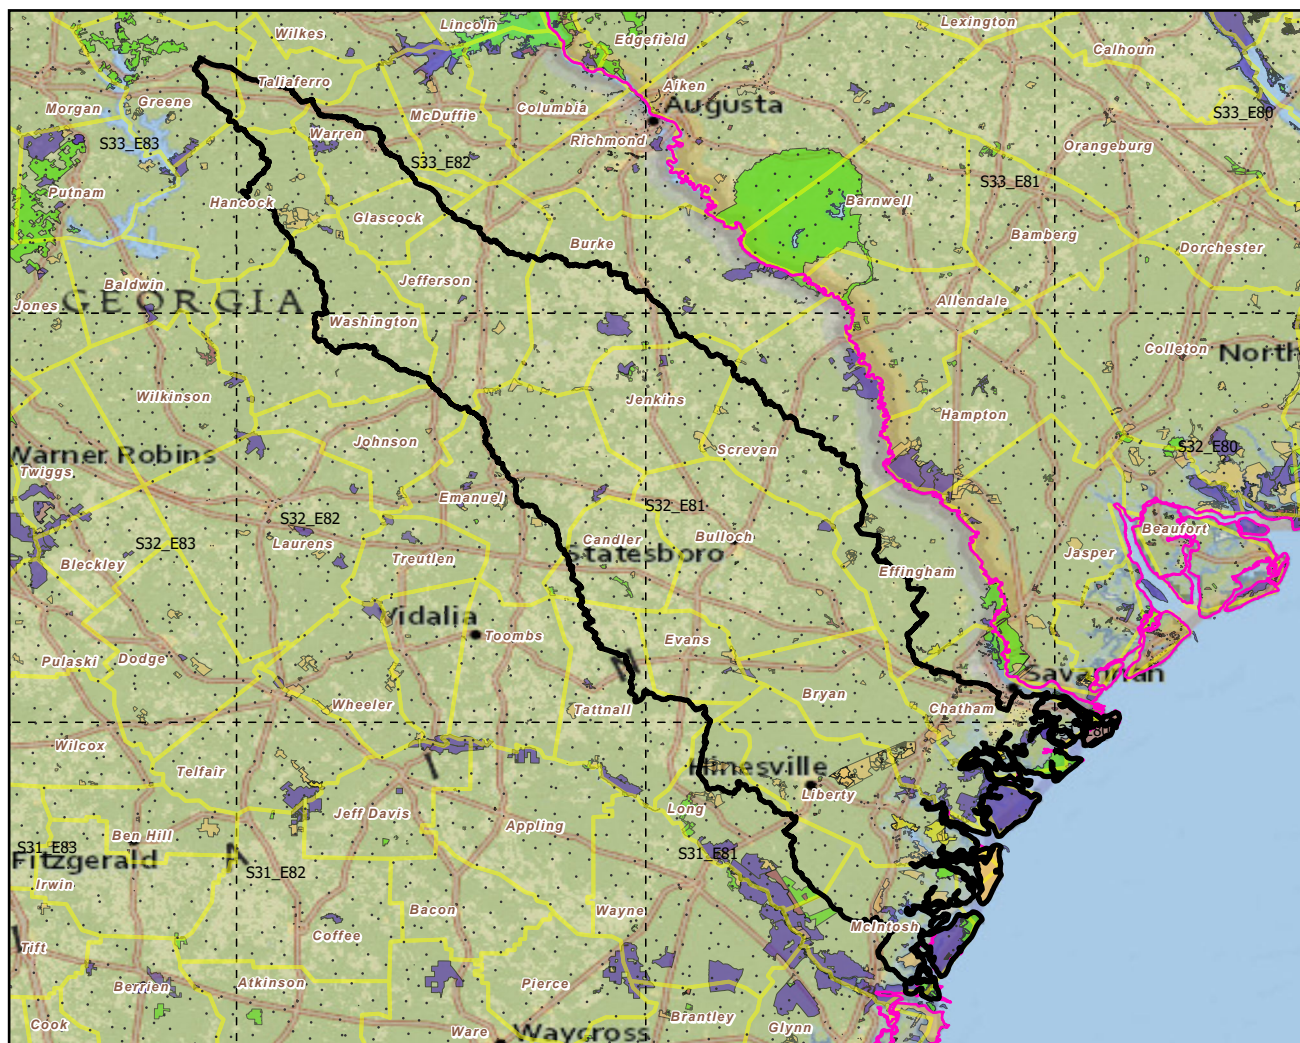 Lincoln
Lexington
Wilkes
Edgefield
Calhoun
Taliaferro
Aiken
Morgan
Greene
McDuffie
Columbia
Augusta
S33_E80
Warren
Richmond
S33_E83
S33_E82
Orangeburg
S33_E81
Putnam
Hancock
Glascock
Barnwell
Burke
Bamberg
Dorchester
Jefferson
Baldwin
GEORGIA
Jones
Allendale
Washington
Colleton
North
Wilkinson
Jenkins
Hampton
Johnson
Screven
S32_E80
Warner Robins
Twiggs
Emanuel
S32_E81
S32_E82
Beaufort
S32_E83
Laurens
Candler
Bulloch
Statesboro
Jasper
Treutlen
Bleckley
Effingham
Vidalia
Toombs
Evans
Pulaski
Dodge
Savannah
Bryan
Wheeler
Tattnall
Chatham
Wilcox
Telfair
Hinesville
Liberty
Long
Jeff Davis
Appling
Ben Hill
S31_E83
S31_E81
Fitzgerald
S31_E82
Irwin
Bacon
Wayne
McIntosh
Coffee
Tift
Atkinson
Pierce
Berrien
Brantley
Cook
Ware
Waycross
Glynn